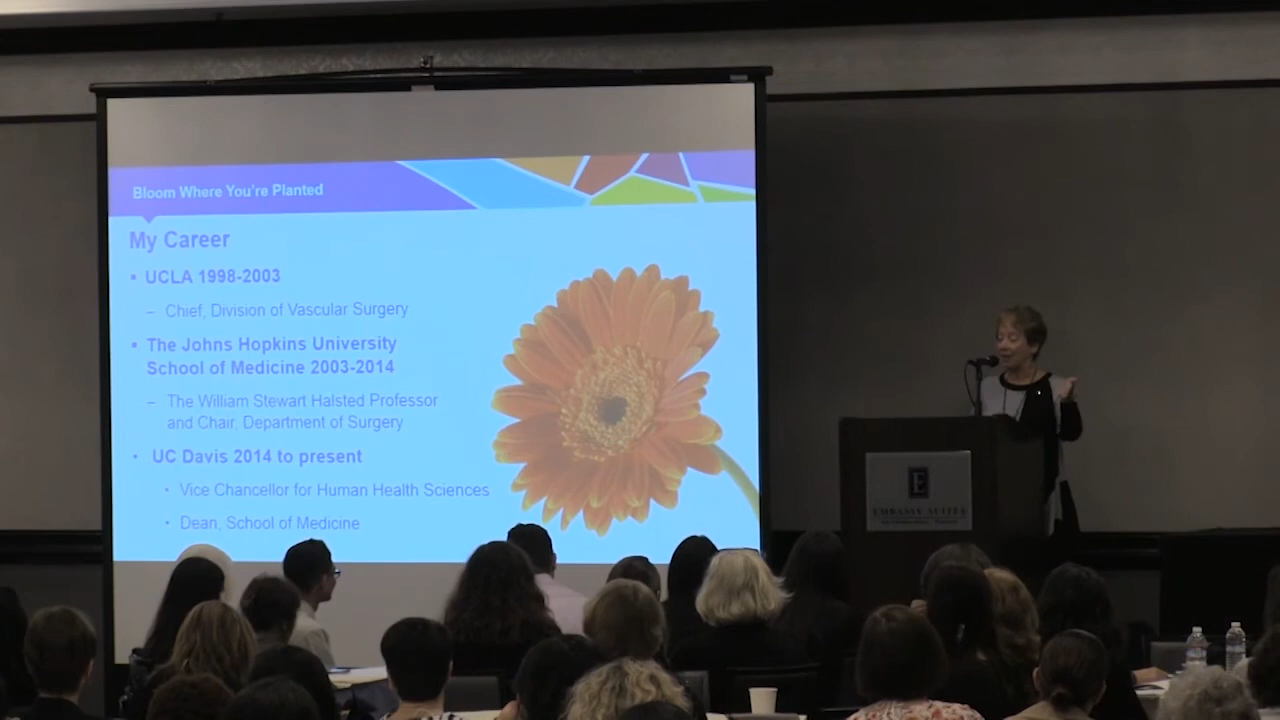 Bloom Where You're Planted
My Career
▪ UCLA 1998-2003
– Chief, Division of Vascular Surgery
▪ The Johns Hopkins University
School of Medicine 2003-2014
– The William Stewart Halsted Professor
and Chair, Department of Surgery
• UC Davis 2014 to present
• Vice Chancellor for Human Health Sciences
• Dean, School of Medicine
E
EMBASSY SUITES